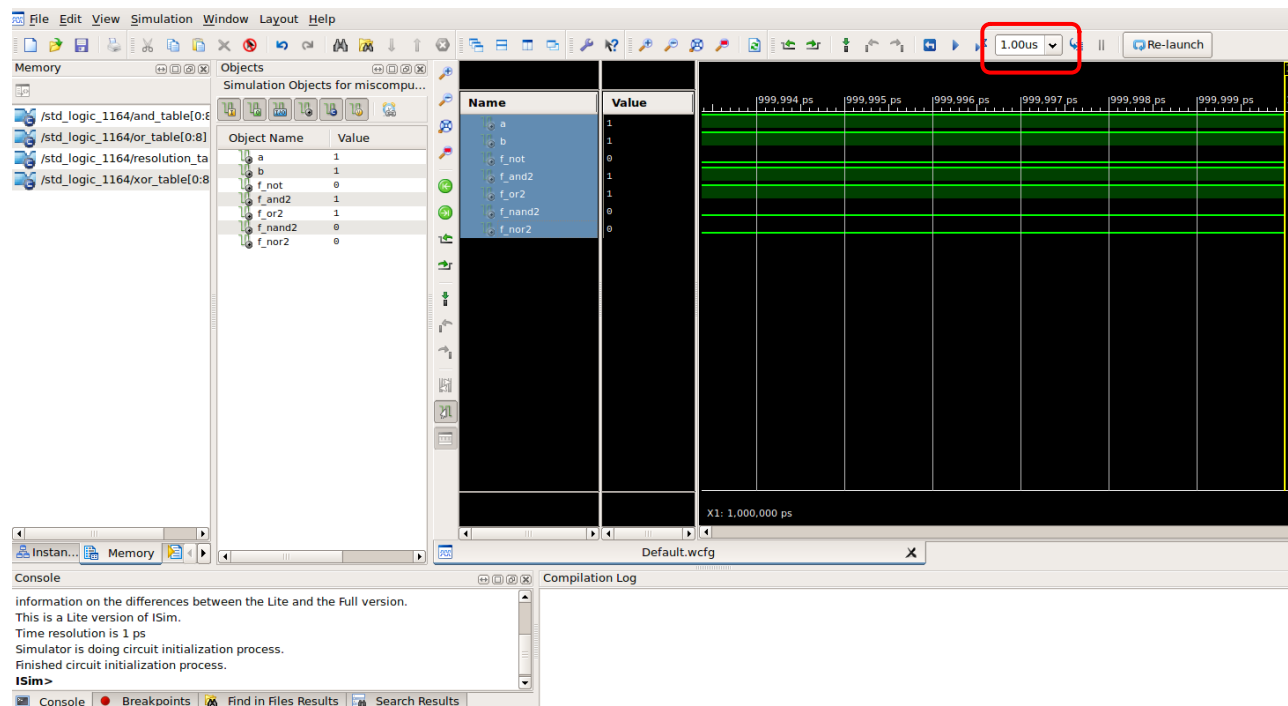 File Edit View Simulation Window Layout Help
1.00us
Re-launch
Memory
/std_logic_1164/and_table[0:8
/std_logic_1164/or_table[0:8]
/std_logic_1164/resolution_ta
/std_logic_1164/xor_table[0:8
Instan... Memory
Objects
Simulation Objects for miscompu...
Object Name Value
a 1
b 1
f_not 0
f_and2 1
f_or2 1
f_nand2 0
f_nor2 0
Name Value
a 1
b 1
f_not 0
f_and2 1
f_or2 1
f_nand2 0
f_nor2 0
999,994 ps 999,995 ps 999,996 ps 999,997 ps 999,998 ps 999,999 ps
X1: 1,000,000 ps
Default.wcfg
Console
information on the differences between the Lite and the Full version.
This is a Lite version of ISim.
Time resolution is 1 ps
Simulator is doing circuit initialization process.
Finished circuit initialization process.
ISim>
Console Breakpoints Find in Files Results Search Results
Compilation Log